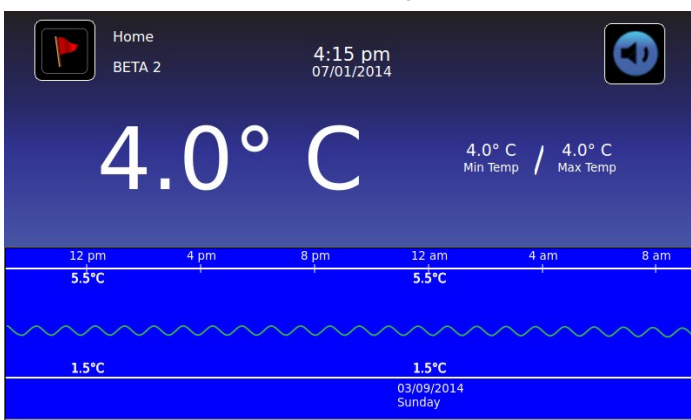 Home
BETA 2
4:15 pm
07/01/2014
4.0° C
4.0° C / 4.0° C
Min Temp Max Temp
12 pm 4 pm 8 pm 12 am 4 am 8 am
5.5°C 5.5°C
1.5°C 1.5°C
03/09/2014
Sunday